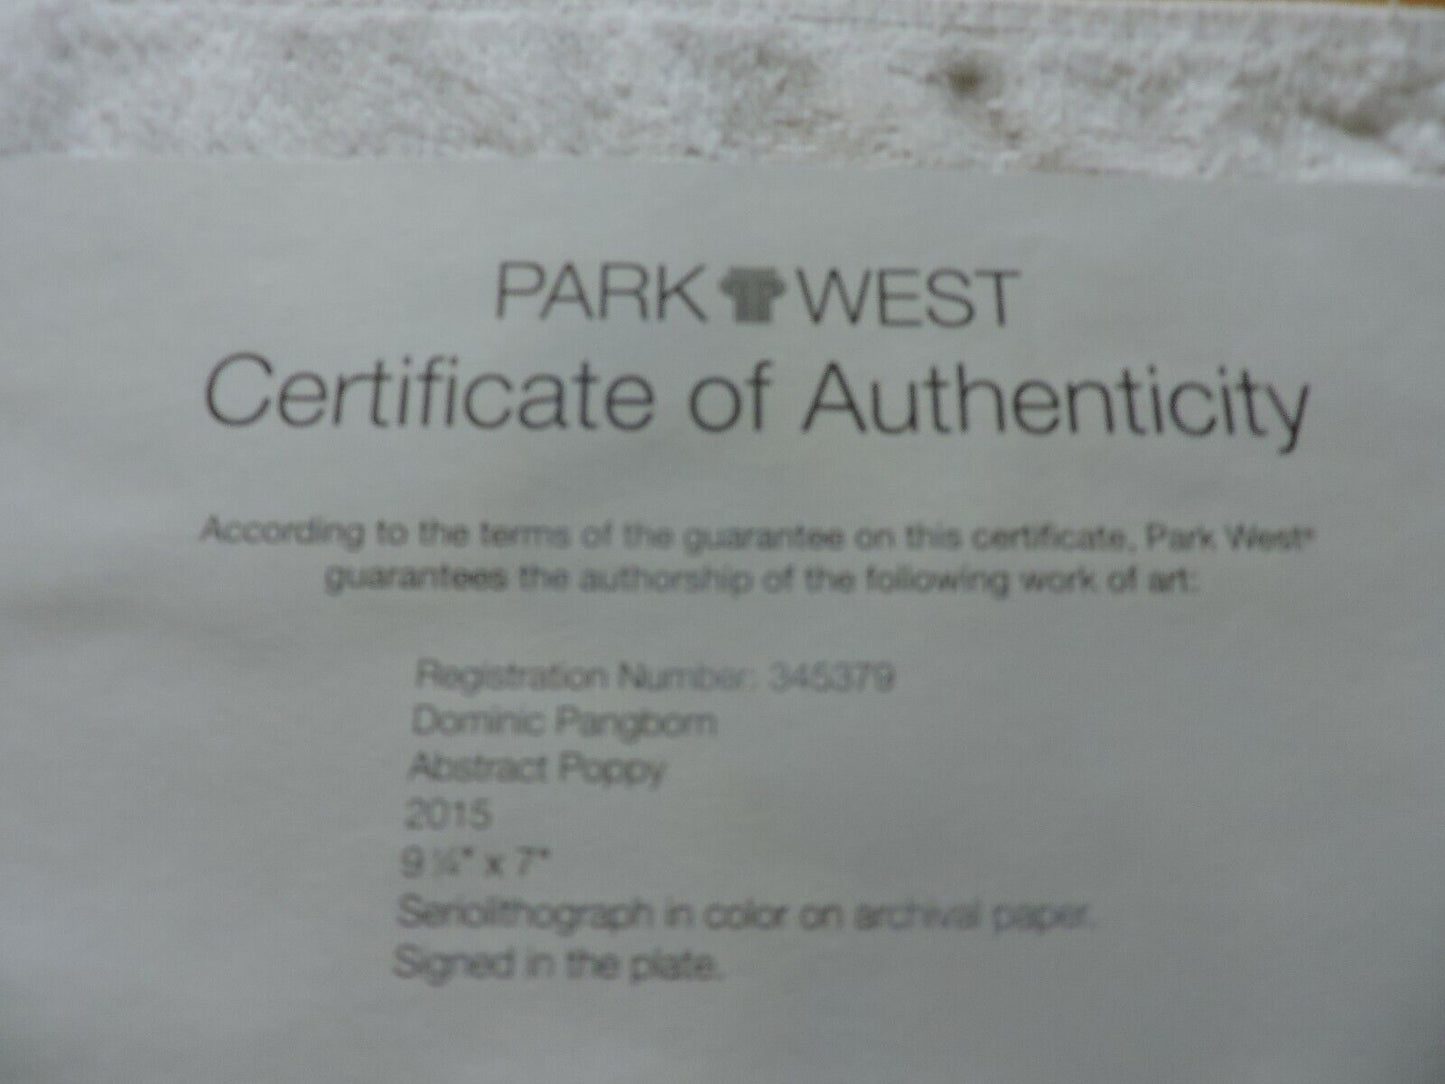 PARK WEST
Certificate of Authenticity
According to the terms of the guarantee on this certificate, Park West®
guarantees the authorship of the following work of art:
Registration Number: 345379
Dominic Pangborn
Abstract Poppy
2015
9 ¼" x 7"
Seriolithograph in color on archival paper.
Signed in the plate.